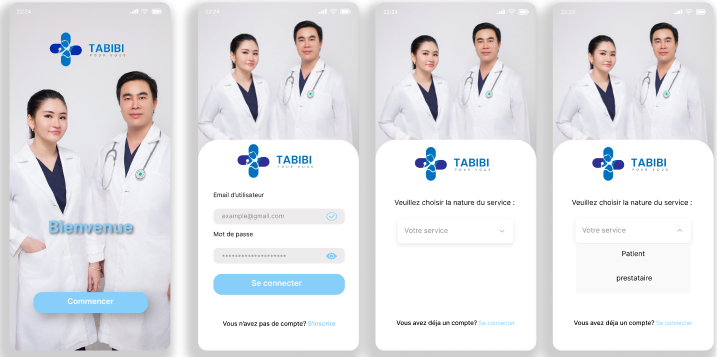 22:24
TABIBI
POUR VOUS
Bienvenue
Commencer
22:24
TABIBI
POUR VOUS
Email d'utilisateur
example@gmail.com
Mot de passe
********************
Se connecter
Vous n'avez pas de compte? S'inscrire
22:24
TABIBI
POUR VOUS
Veuillez choisir la nature du service :
Votre service
Vous avez déja un compte? Se connecter
22:24
TABIBI
POUR VOUS
Veuillez choisir la nature du service :
Votre service
Patient
prestataire
Vous avez déja un compte? Se connecter